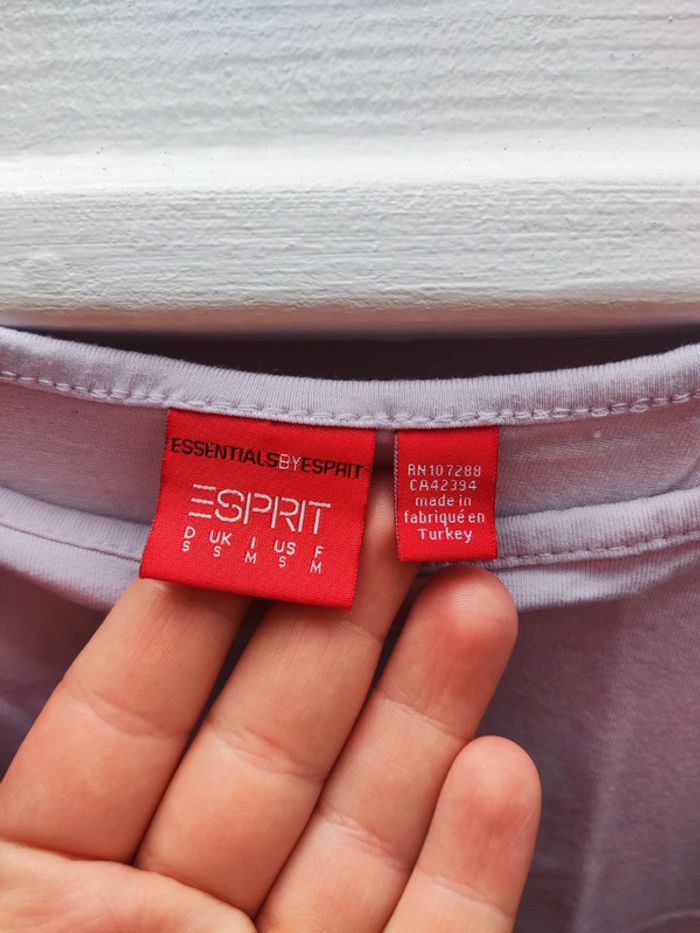 ESSENTIALSBYESPRIT
ESPRIT
D UK I US F
S S M S M
RN107288
CA42394
made in
fabriqué en
Turkey